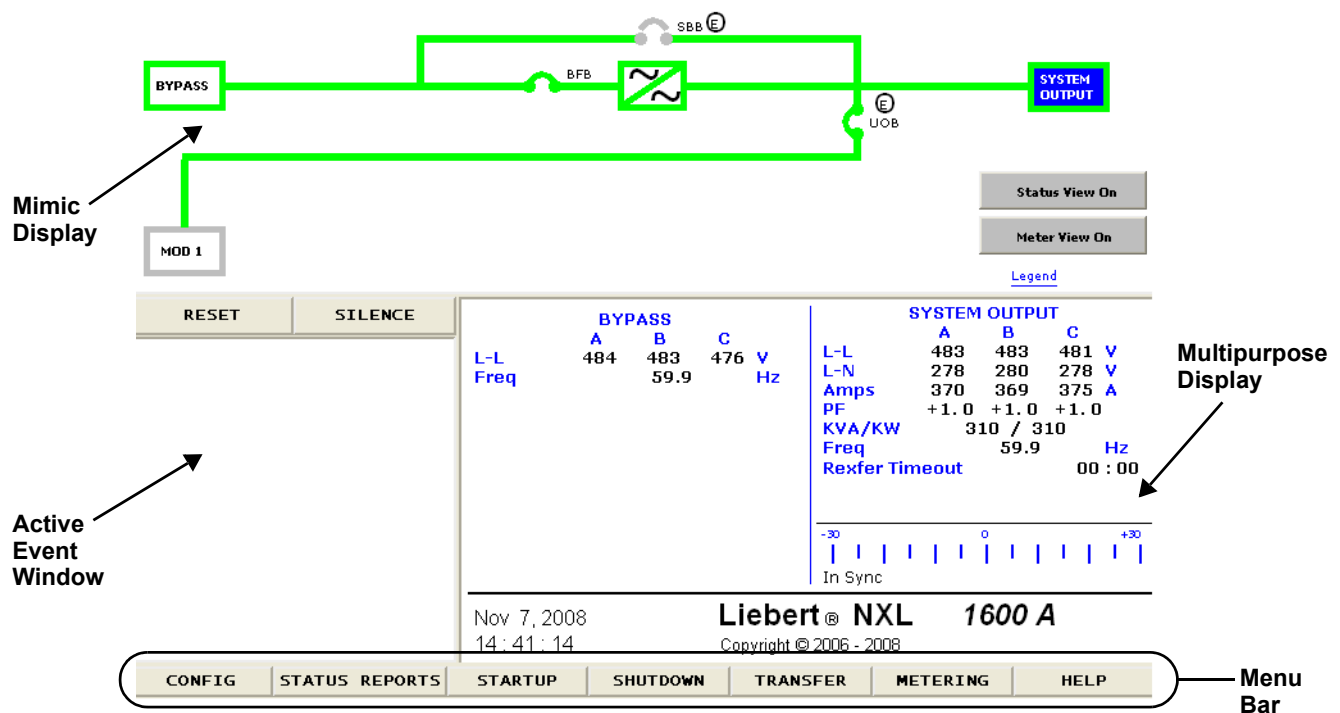 SBB E
BYPASS
BFB
SYSTEM
OUTPUT
E
UOB
Mimic
Display
Status View On
Meter View On
MOD 1
Legend
RESET SILENCE
BYPASS
A B C
L-L 484 483 476 V
Freq 59.9 Hz
SYSTEM OUTPUT
A B C
L-L 483 483 481 V
L-N 278 280 278 V
Amps 370 369 375 A
PF +1.0 +1.0 +1.0
KVA/KW 310 / 310
Freq 59.9 Hz
Rexfer Timeout 00 : 00
Multipurpose
Display
Active
Event
Window
-30 0 +30
In Sync
Nov 7, 2008
14 : 41 : 14
Liebert ® NXL 1600 A
Copyright © 2006 - 2008
CONFIG STATUS REPORTS STARTUP SHUTDOWN TRANSFER METERING HELP
Menu
Bar